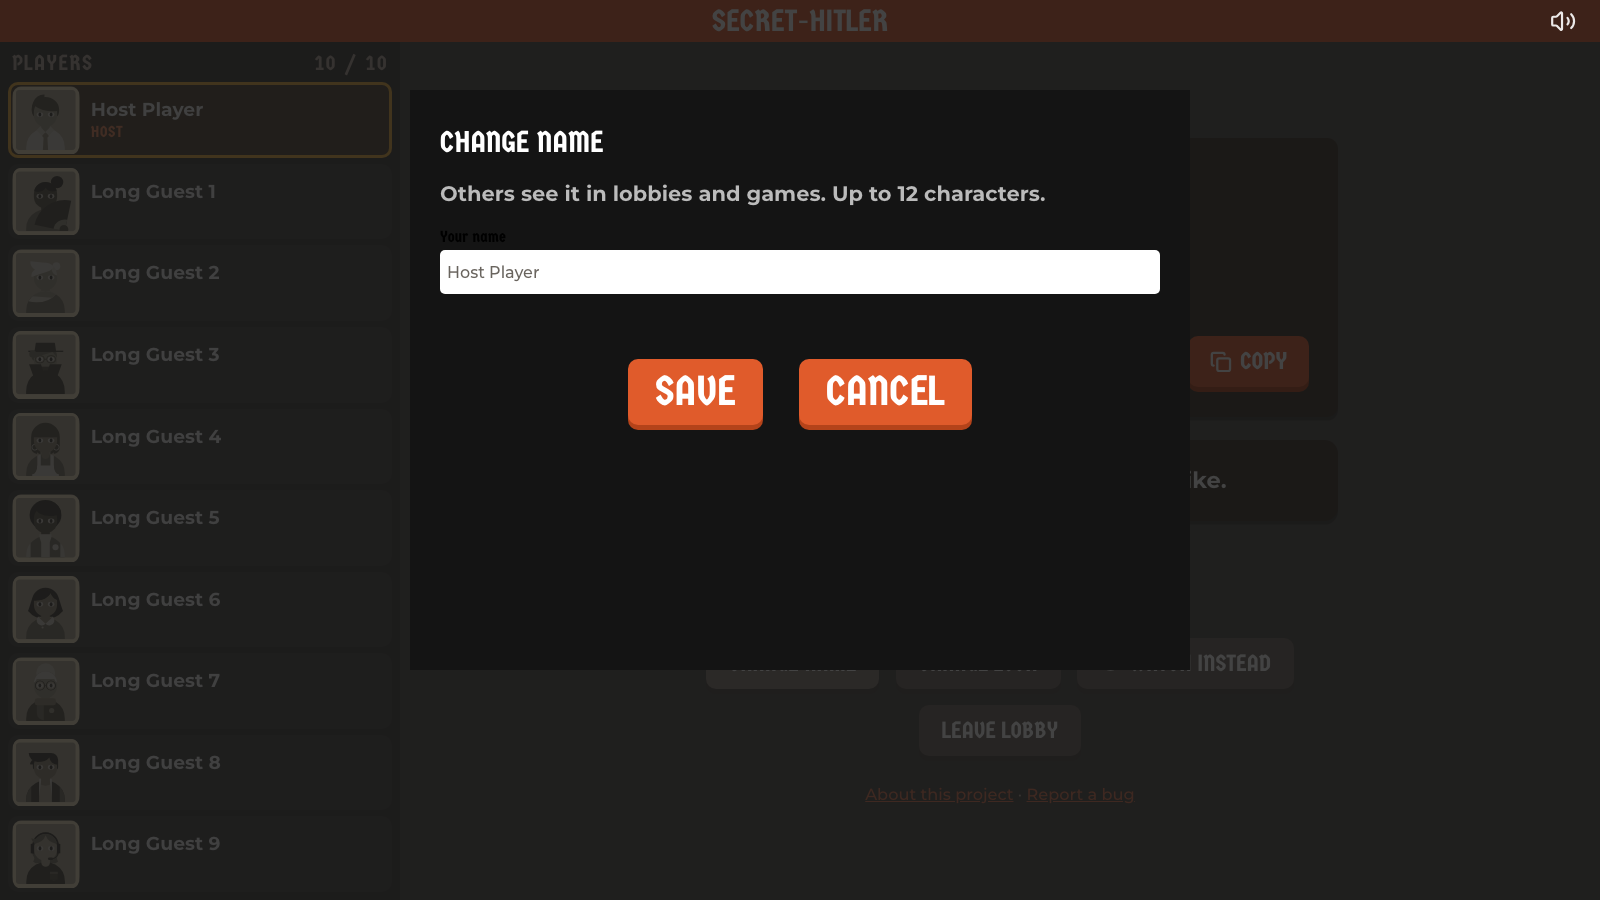 SECRET-HITLER
PLAYERS 10 / 10
Host Player
HOST
Long Guest 1
Long Guest 2
Long Guest 3
Long Guest 4
Long Guest 5
Long Guest 6
Long Guest 7
Long Guest 8
Long Guest 9
CHANGE NAME
Others see it in lobbies and games. Up to 12 characters.
Your name
Host Player
SAVE CANCEL
COPY
ike.
INSTEAD
LEAVE LOBBY
About this project · Report a bug